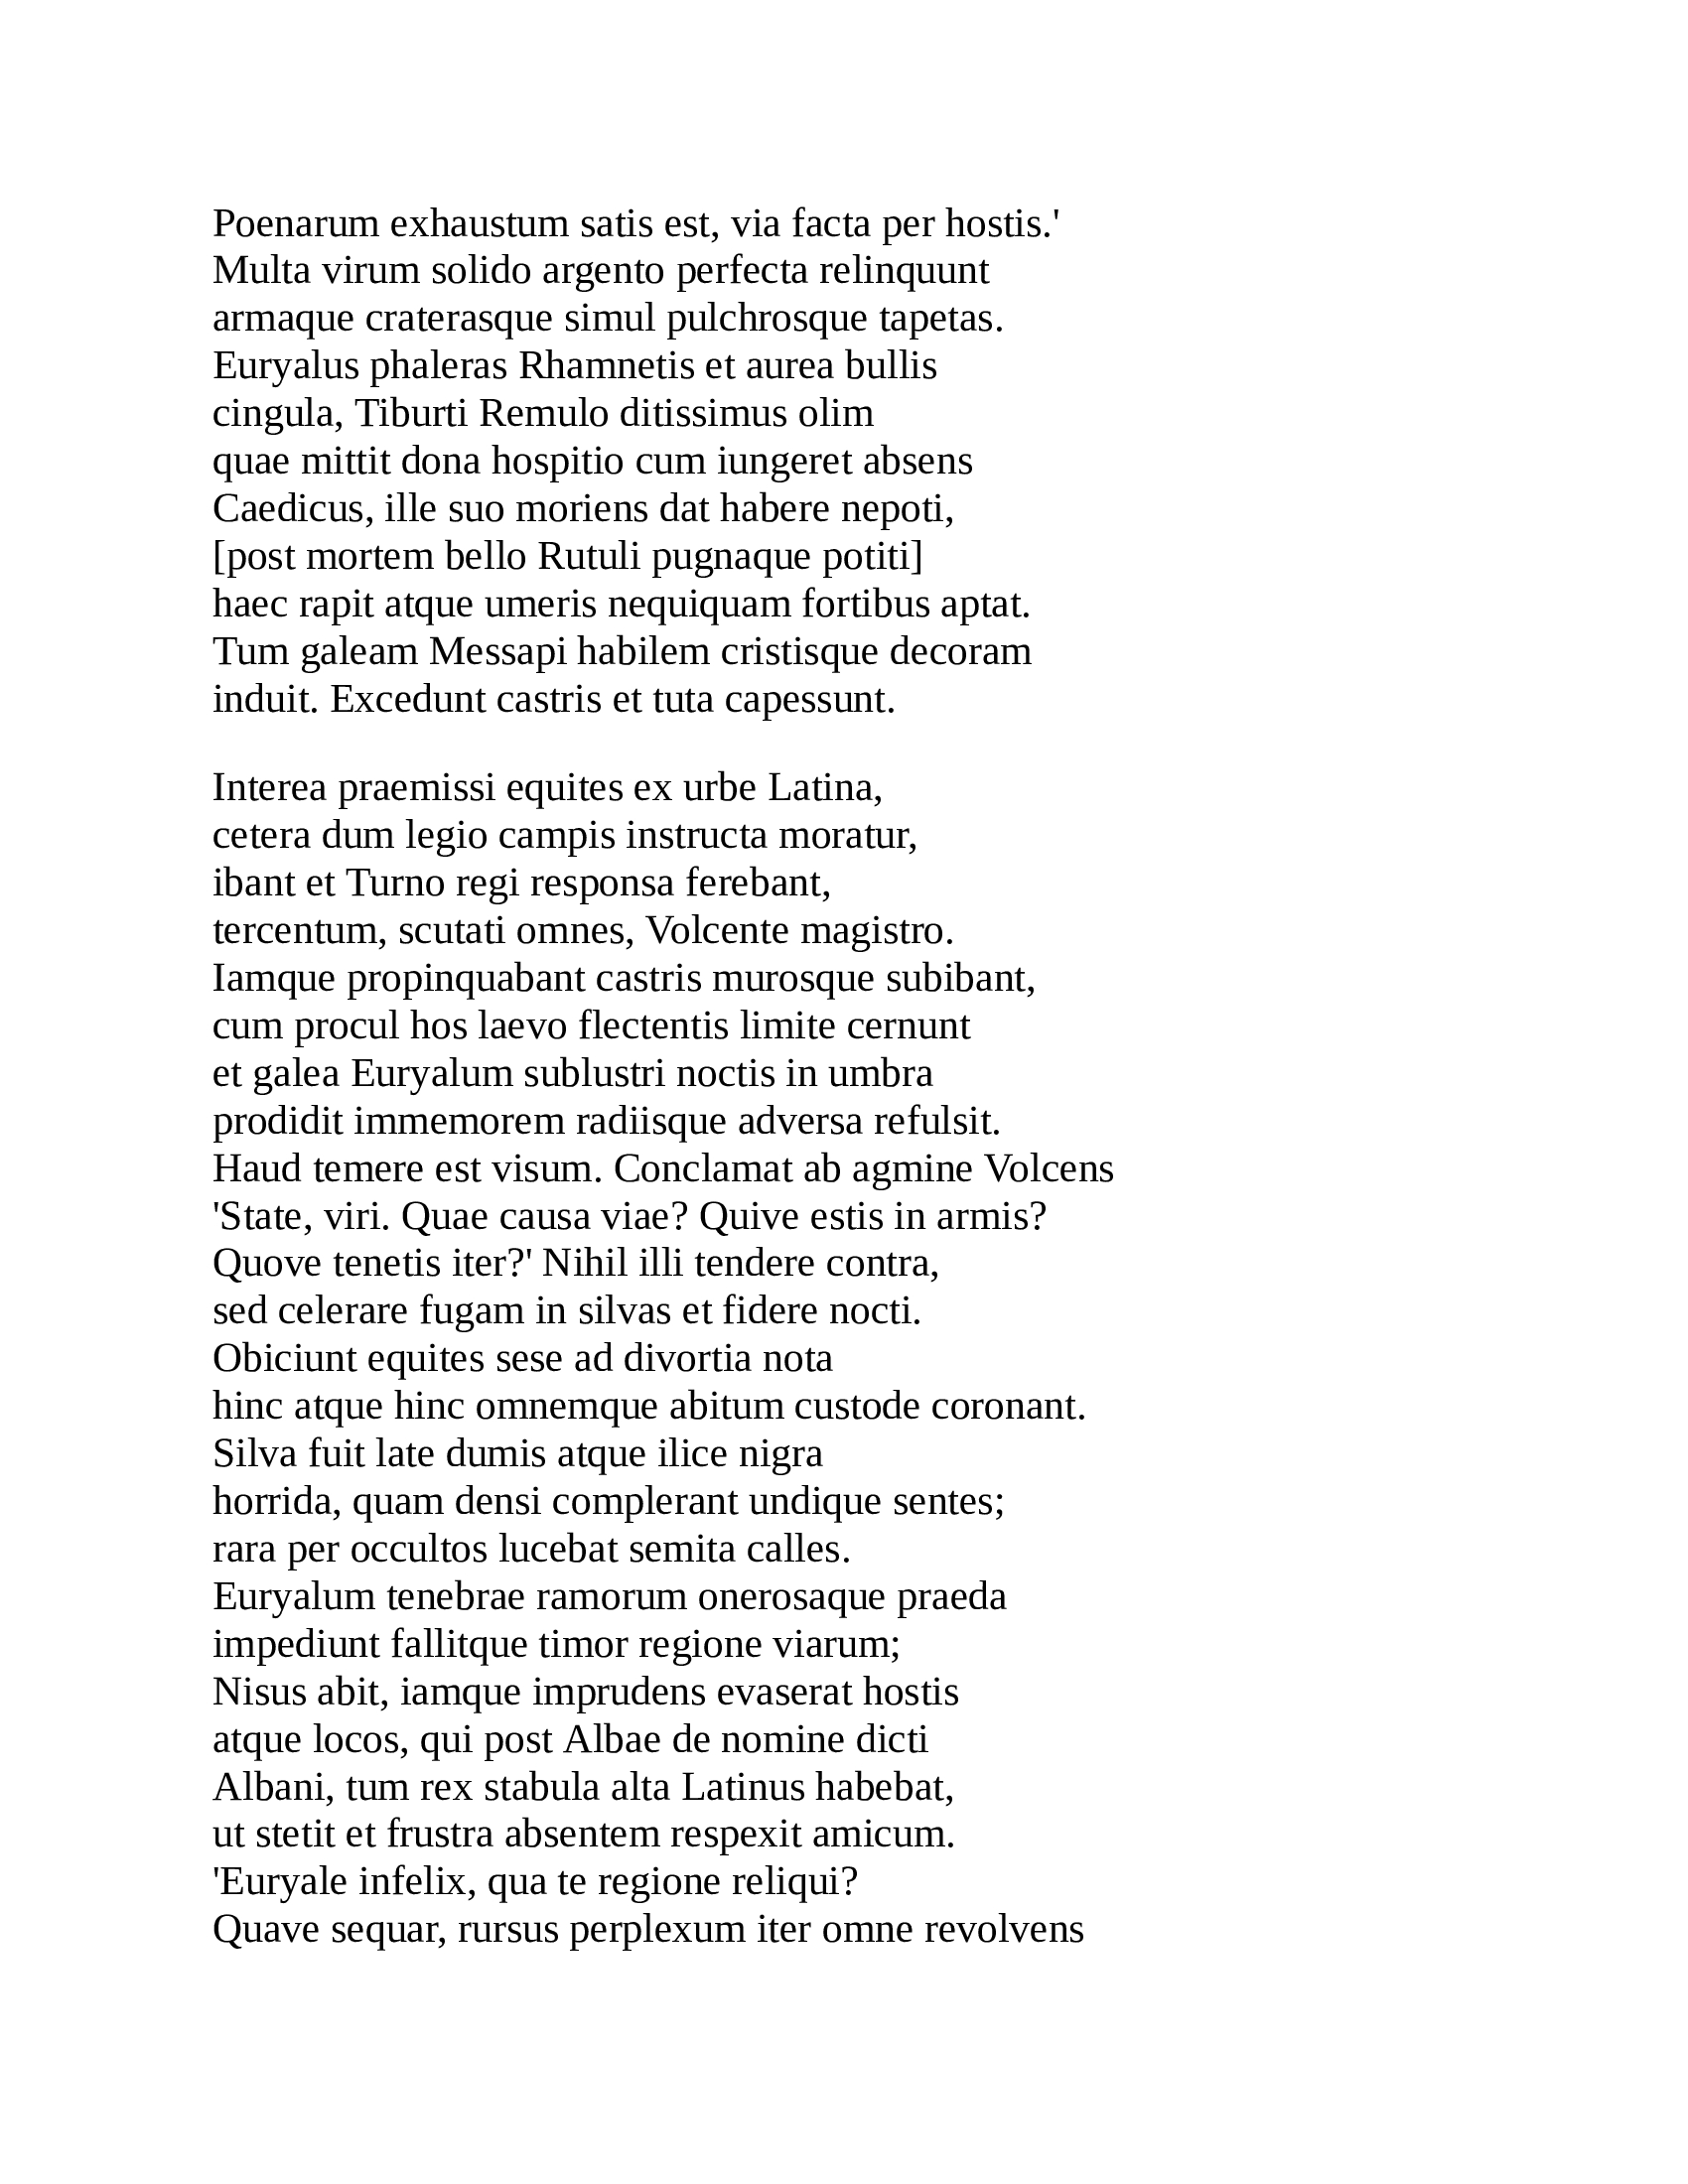 Poenarum exhaustum satis est, via facta per hostis.'
Multa virum solido argento perfecta relinquunt
armaque craterasque simul pulchrosque tapetas.
Euryalus phaleras Rhamnetis et aurea bullis
cingula, Tiburti Remulo ditissimus olim
quae mittit dona hospitio cum iungeret absens
Caedicus, ille suo moriens dat habere nepoti,
[post mortem bello Rutuli pugnaque potiti]
haec rapit atque umeris nequiquam fortibus aptat.
Tum galeam Messapi habilem cristisque decoram
induit. Excedunt castris et tuta capessunt.

Interea praemissi equites ex urbe Latina,
cetera dum legio campis instructa moratur,
ibant et Turno regi responsa ferebant,
tercentum, scutati omnes, Volcente magistro.
Iamque propinquabant castris murosque subibant,
cum procul hos laevo flectentis limite cernunt
et galea Euryalum sublustri noctis in umbra
prodidit immemorem radiisque adversa refulsit.
Haud temere est visum. Conclamat ab agmine Volcens
'State, viri. Quae causa viae? Quive estis in armis?
Quove tenetis iter?' Nihil illi tendere contra,
sed celerare fugam in silvas et fidere nocti.
Obiciunt equites sese ad divortia nota
hinc atque hinc omnemque abitum custode coronant.
Silva fuit late dumis atque ilice nigra
horrida, quam densi complerant undique sentes;
rara per occultos lucebat semita calles.
Euryalum tenebrae ramorum onerosaque praeda
impediunt fallitque timor regione viarum;
Nisus abit, iamque imprudens evaserat hostis
atque locos, qui post Albae de nomine dicti
Albani, tum rex stabula alta Latinus habebat,
ut stetit et frustra absentem respexit amicum.
'Euryale infelix, qua te regione reliqui?
Quave sequar, rursus perplexum iter omne revolvens